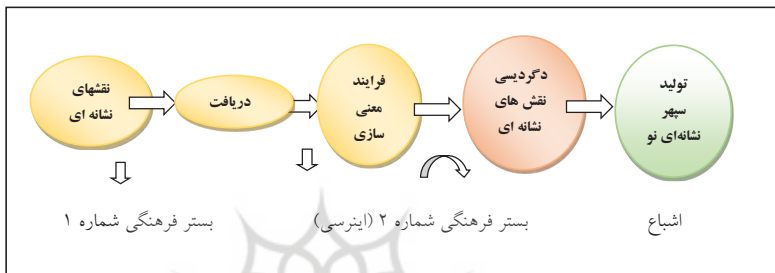 نقشهای
نشانه ای
دریافت
فرایند
معنی
سازی
دگردیسی
نقش های
نشانه ای
تولید
سپهر
نشانه‌ای نو
بستر فرهنگی شماره ۱
بستر فرهنگی شماره ۲ (اینرسی)
اشباع